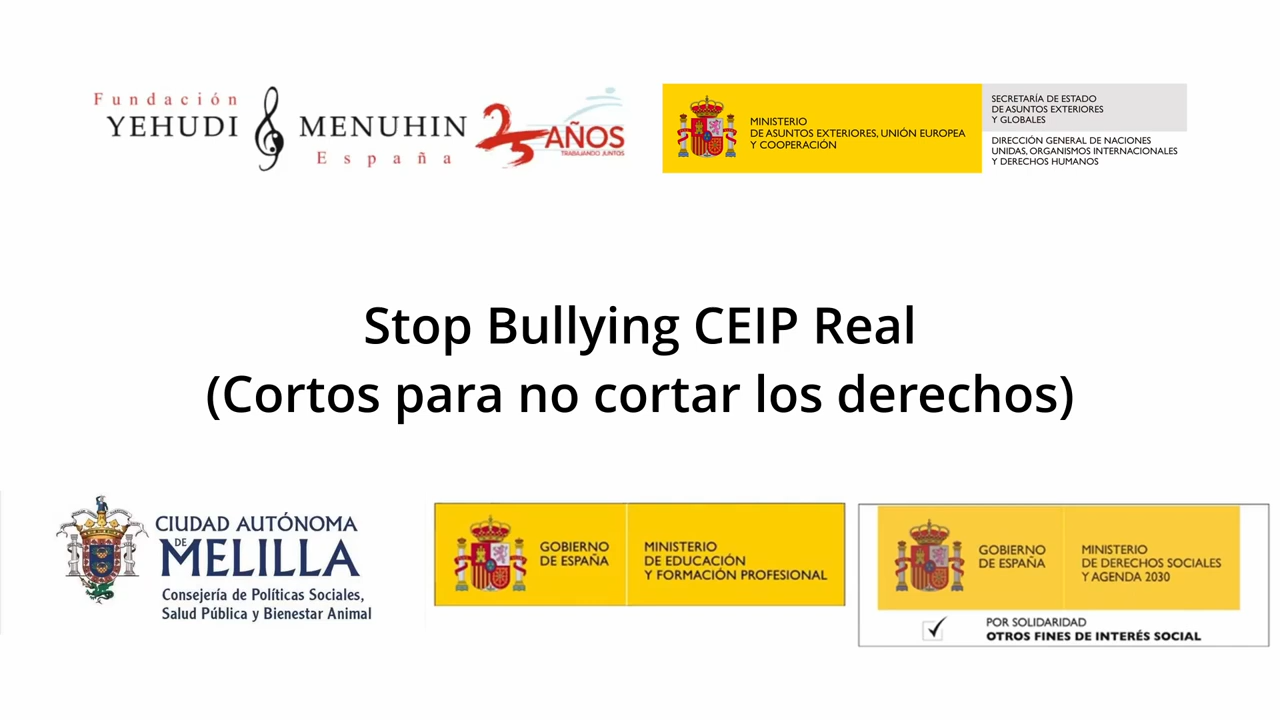 Fundación
YEHUDI MENUHIN
España
25 AÑOS
TRABAJANDO JUNTOS
MINISTERIO
DE ASUNTOS EXTERIORES, UNIÓN EUROPEA
Y COOPERACIÓN
SECRETARÍA DE ESTADO
DE ASUNTOS EXTERIORES
Y GLOBALES
DIRECCIÓN GENERAL DE NACIONES
UNIDAS, ORGANISMOS INTERNACIONALES
Y DERECHOS HUMANOS
Stop Bullying CEIP Real
(Cortos para no cortar los derechos)
CIUDAD AUTÓNOMA
DE MELILLA
Consejería de Políticas Sociales,
Salud Pública y Bienestar Animal
GOBIERNO
DE ESPAÑA
MINISTERIO
DE EDUCACIÓN
Y FORMACIÓN PROFESIONAL
GOBIERNO
DE ESPAÑA
MINISTERIO
DE DERECHOS SOCIALES
Y AGENDA 2030
POR SOLIDARIDAD
OTROS FINES DE INTERÉS SOCIAL